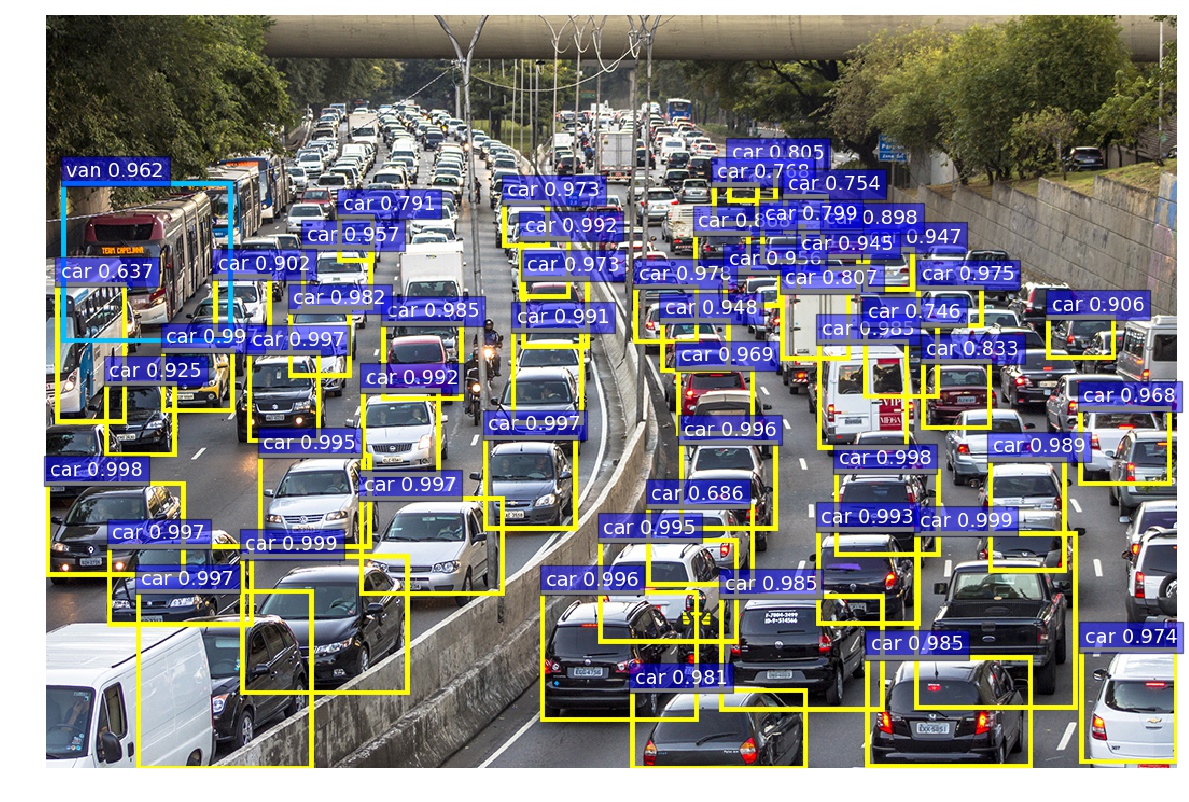 car 0.805
van 0.962
car 0.768
car 0.754
car 0.973
car 0.791
car 0.799
0.898
car 0.992
car 0.957
0.947
car 0.945
TERM. CAPELINHA
car 0.956
car 0.902
car 0.973
car 0.637
car 0.978
car 0.807
car 0.975
car 0.982
car 0.906
car 0.948
car 0.985
car 0.746
car 0.991
car 0.985
car 0.997
car 0.997
car 0.833
car 0.969
car 0.925
car 0.992
car 0.968
car 0.997
car 0.996
car 0.995
car 0.989
car 0.998
car 0.998
car 0.997
car 0.686
car 0.993
car 0.999
car 0.995
car 0.997
car 0.999
car 0.997
car 0.996
car 0.985
car 0.985
car 0.974
car 0.981